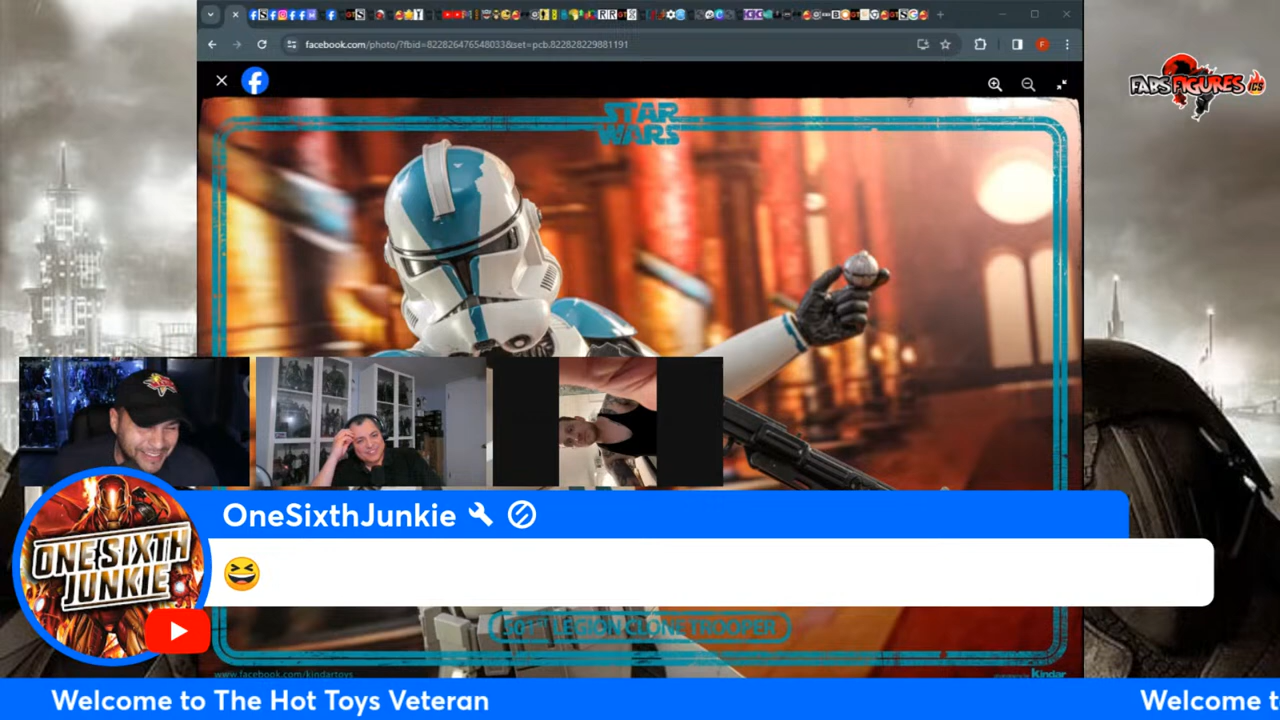 facebook.com/photo/?fbid=822826476548033&set=pcb.822828229881191
FABS FIGURES ICS
STAR
WARS
OneSixthJunkie
ONE SIXTH
JUNKIE
😆
501ST LEGION CLONE TROOPER
www.facebook.com/kindartoys
Kindar
Welcome to The Hot Toys Veteran
Welcome t